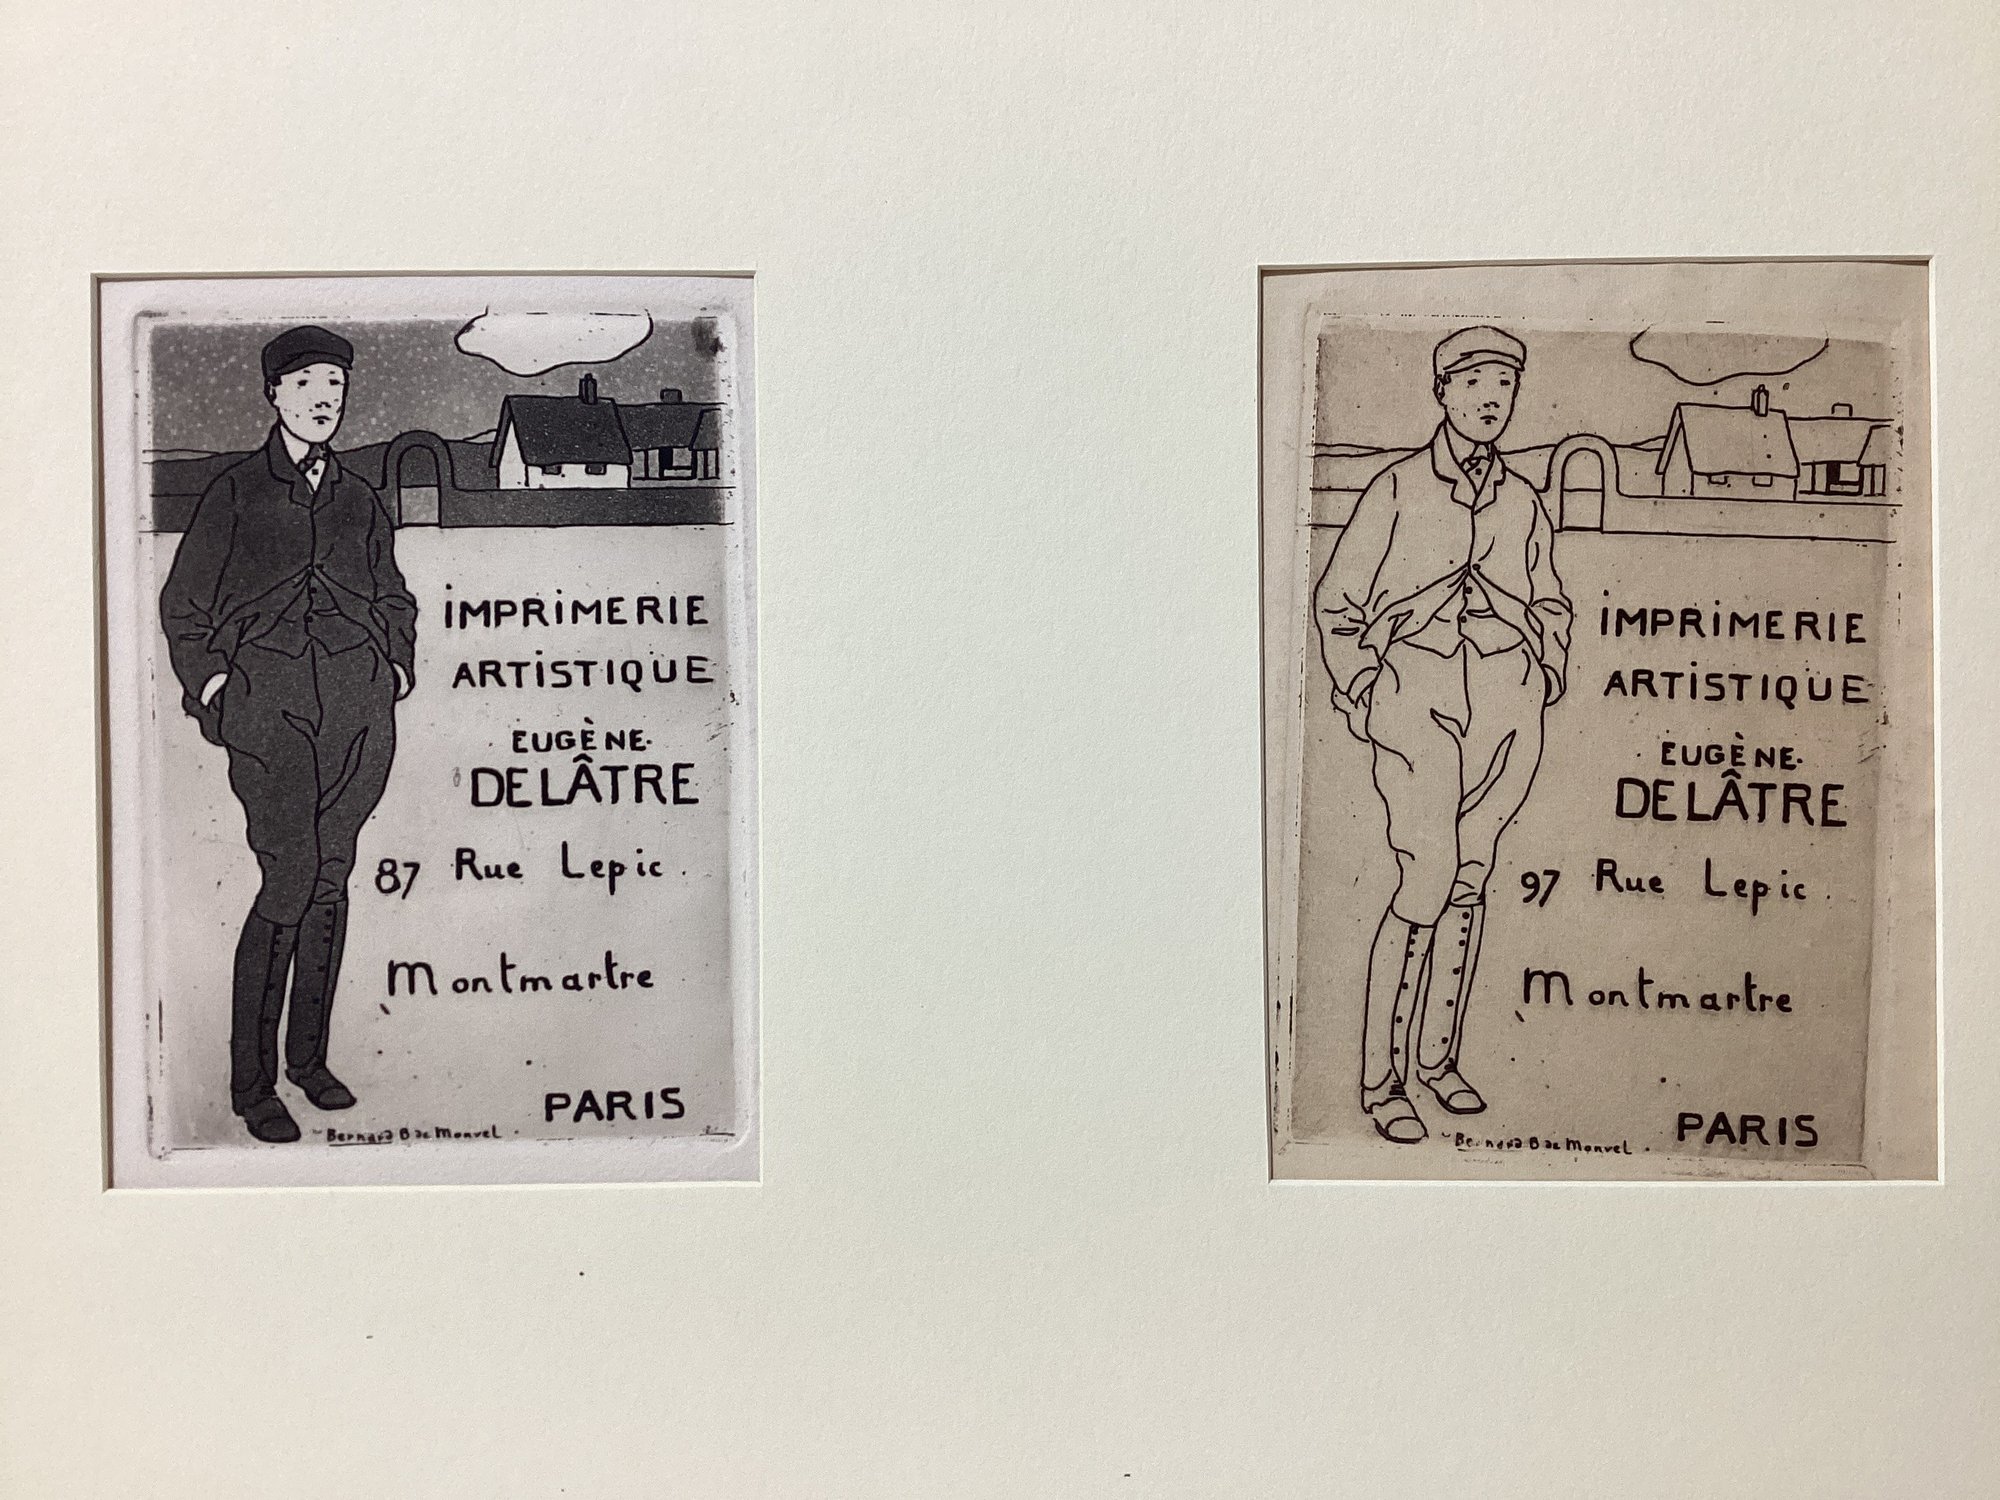 iMPRiMERIE
ARTiSTIQUE
EUGÈNE.
DELÂTRE
87 Rue Lepic.
Montmartre
PARIS
Bernard B de Monvel.
iMPRiMERIE
ARTiSTIQUE
EUGÈNE.
DELÂTRE
97 Rue Lepic.
Montmartre
PARIS
Bernard B de Monvel.